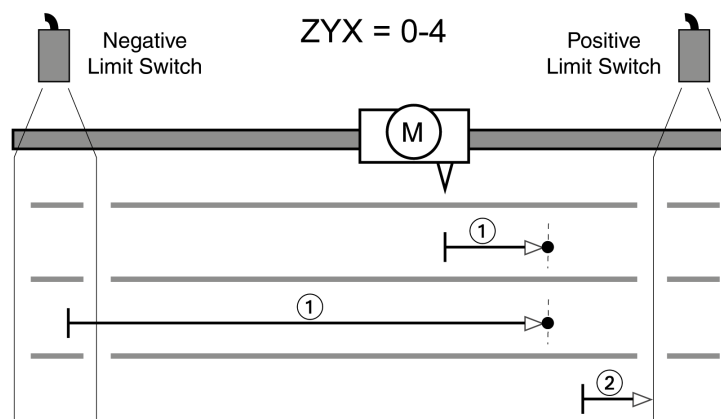 ZYX = 0-4
Negative
Limit Switch
Positive
Limit Switch
M
1
1
2